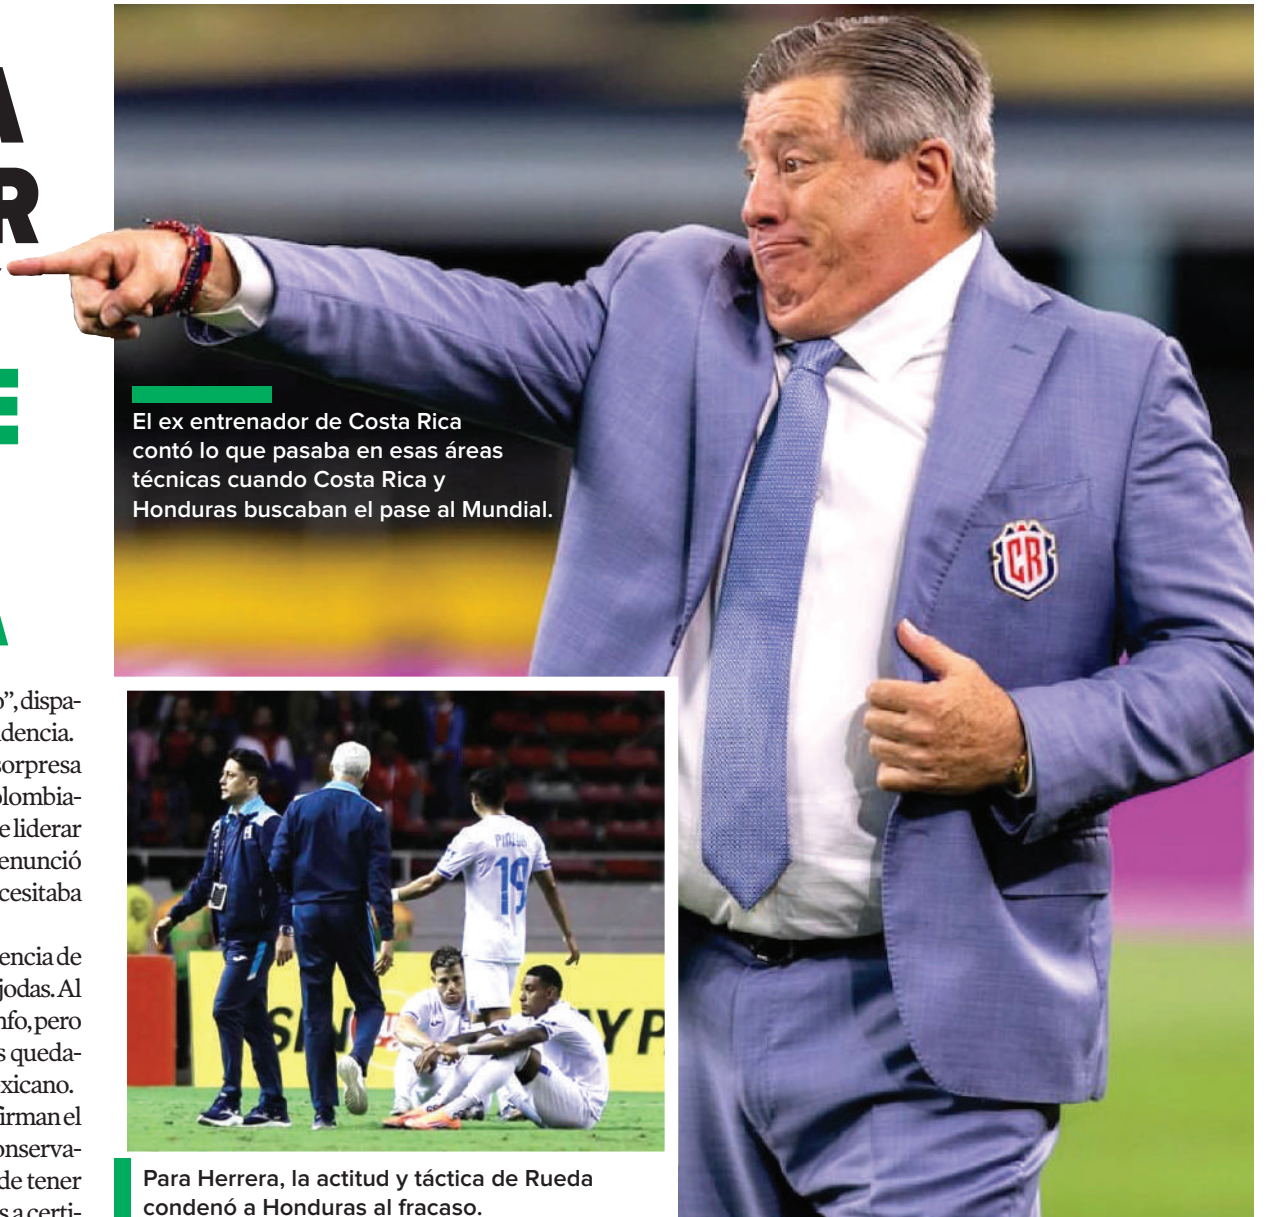 A
R
E
A
o”, dispa-
dencia.
sorpresa
olombia-
e liderar
enunció
cesitaba
encia de
jodas. Al
nfo, pero
s queda-
xicano.
firman el
onserva-
de tener
s a certi-
El ex entrenador de Costa Rica
contó lo que pasaba en esas áreas
técnicas cuando Costa Rica y
Honduras buscaban el pase al Mundial.
CR
19
Para Herrera, la actitud y táctica de Rueda
condenó a Honduras al fracaso.